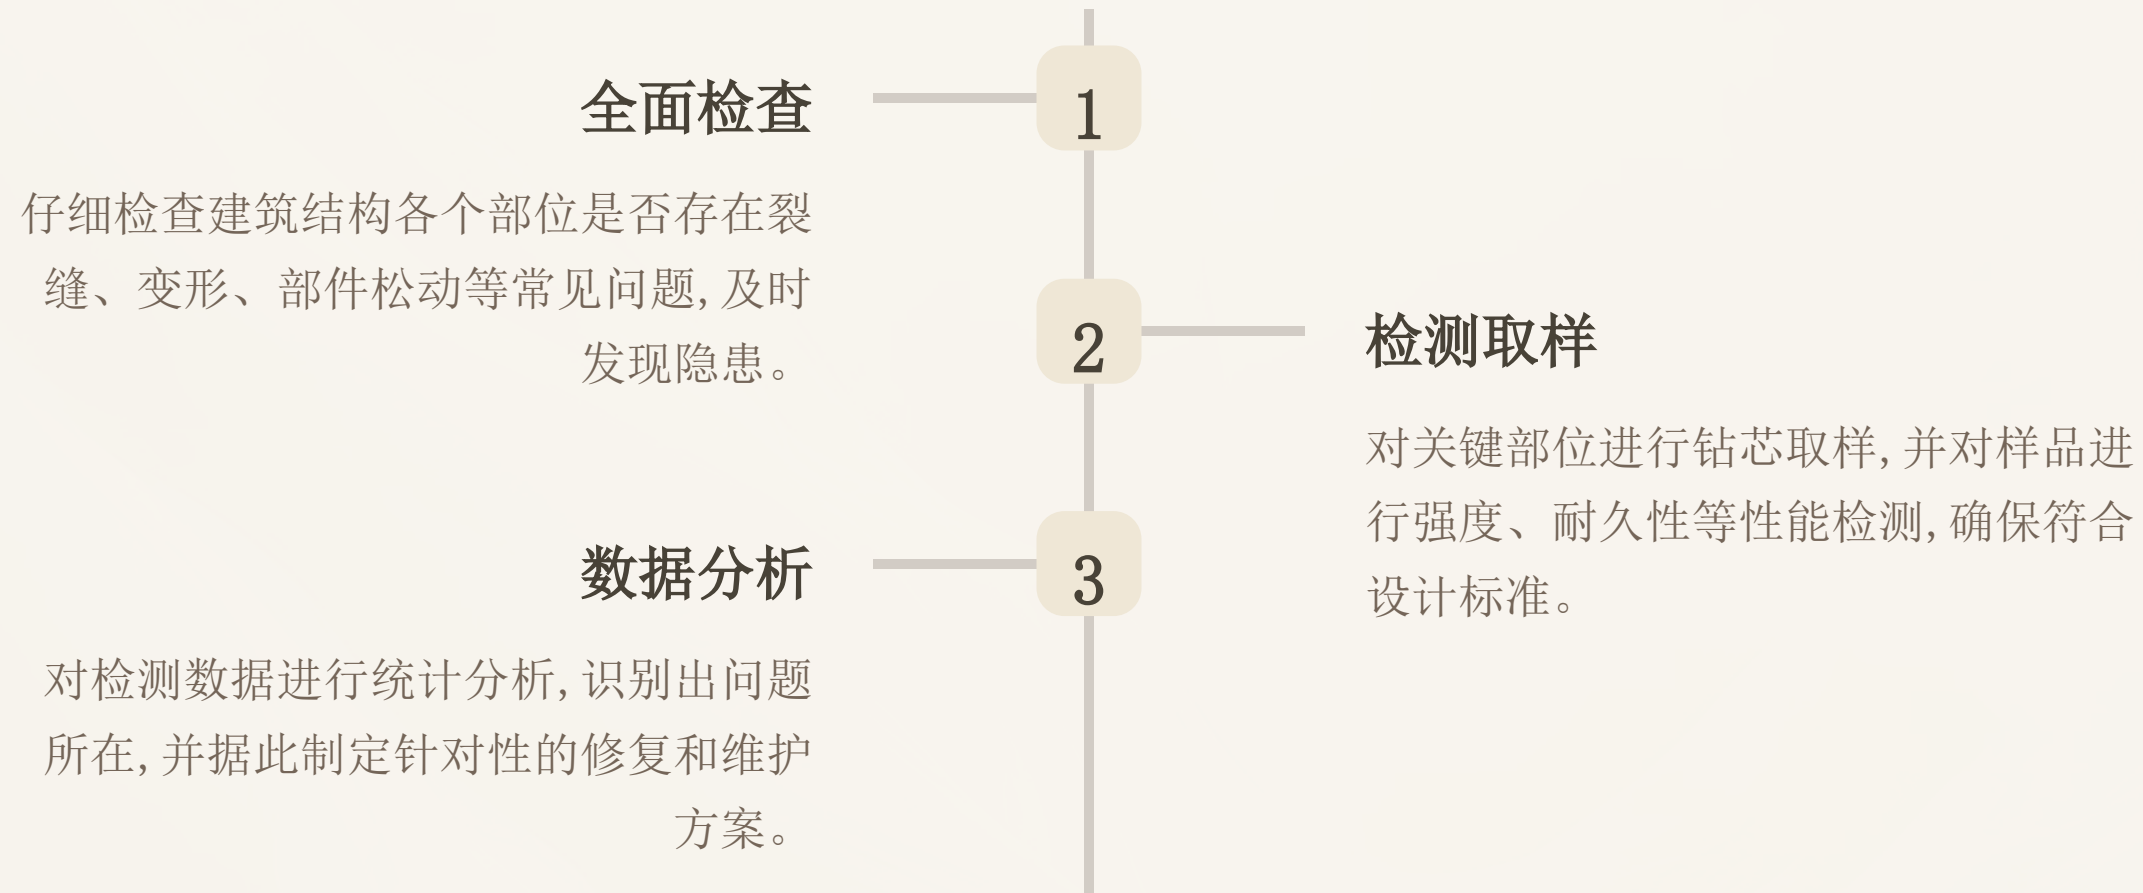 1
全面检查
仔细检查建筑结构各个部位是否存在裂
缝、变形、部件松动等常见问题,及时
发现隐患。
2
检测取样
对关键部位进行钻芯取样,并对样品进
行强度、耐久性等性能检测,确保符合
设计标准。
3
数据分析
对检测数据进行统计分析,识别出问题
所在,并据此制定针对性的修复和维护
方案。